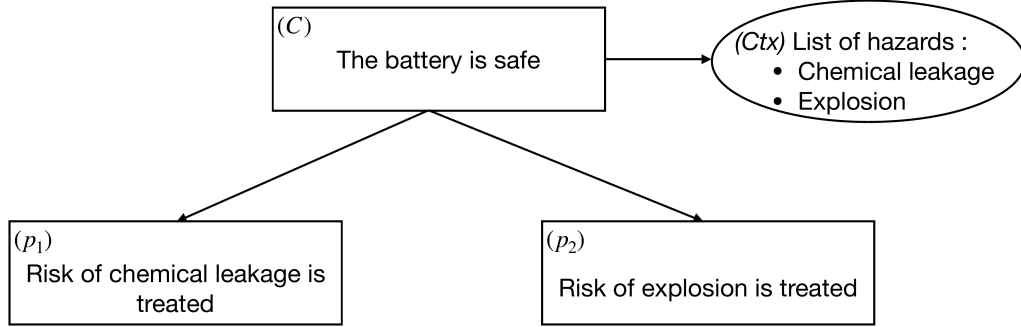 (C)
The battery is safe
(Ctx) List of hazards :
• Chemical leakage
• Explosion
(p₁)
Risk of chemical leakage is
treated
(p₂)
Risk of explosion is treated